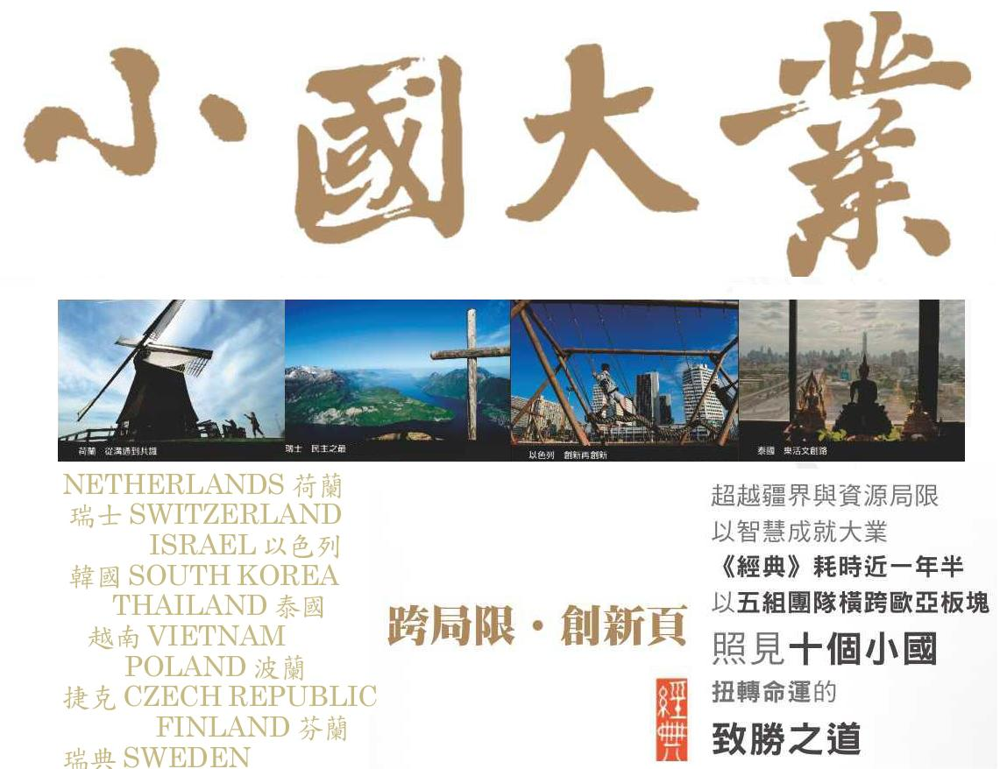 小國大業
荷蘭 從溝通到共識
瑞士 民主之最
以色列 創新再創新
泰國 樂活文創路
NETHERLANDS 荷蘭
瑞士 SWITZERLAND
ISRAEL 以色列
韓國 SOUTH KOREA
THAILAND 泰國
越南 VIETNAM
POLAND 波蘭
捷克 CZECH REPUBLIC
FINLAND 芬蘭
瑞典 SWEDEN
跨局限・創新頁
經典
超越疆界與資源局限
以智慧成就大業
《經典》耗時近一年半
以五組團隊橫跨歐亞板塊
照見十個小國
扭轉命運的
致勝之道